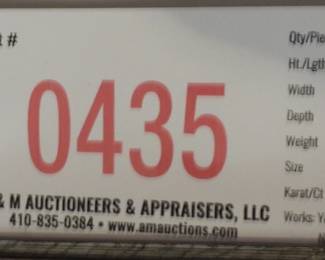 t #
0435
& M AUCTIONEERS & APPRAISERS, LLC
410-835-0384 • www.amauctions.com
Qty/Pie
Ht./Lgth
Width
Depth
Weight
Size
Karat/Ct
Works: Y